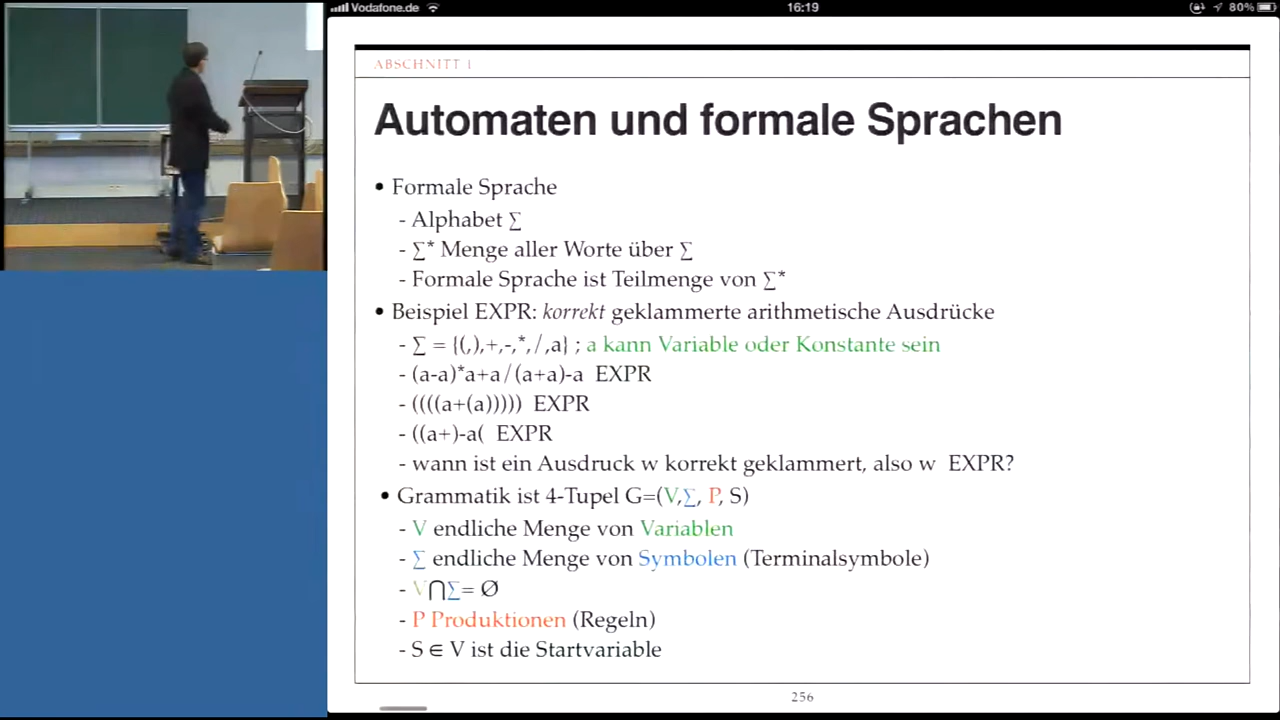 Vodafone.de
16:19
80%
ABSCHNITT 1
Automaten und formale Sprachen
• Formale Sprache
- Alphabet ∑
- ∑* Menge aller Worte über ∑
- Formale Sprache ist Teilmenge von ∑*
• Beispiel EXPR: korrekt geklammerte arithmetische Ausdrücke
- ∑ = {(,),+,-,*,/,a} ; a kann Variable oder Konstante sein
- (a-a)*a+a/(a+a)-a EXPR
- ((((a+(a))))) EXPR
- ((a+)-a( EXPR
- wann ist ein Ausdruck w korrekt geklammert, also w EXPR?
• Grammatik ist 4-Tupel G=(V,∑, P, S)
- V endliche Menge von Variablen
- ∑ endliche Menge von Symbolen (Terminalsymbole)
- V⋂∑= Ø
- P Produktionen (Regeln)
- S ∈ V ist die Startvariable
256